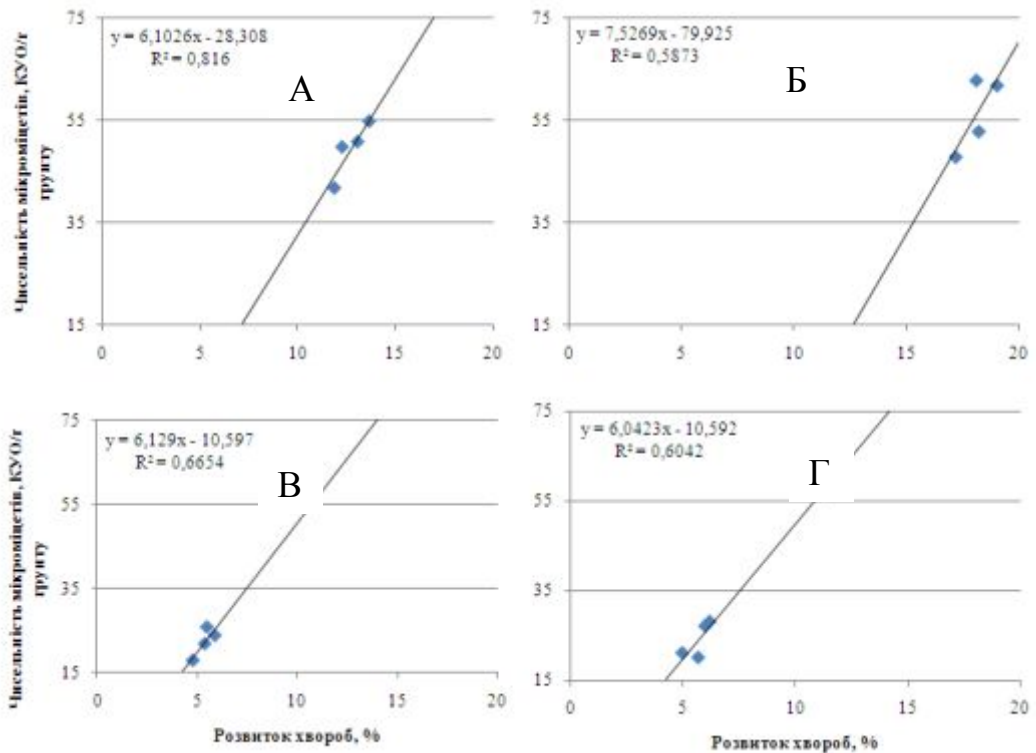 75
55
35
15
0
5
10
15
20
y = 6,1026x - 28,308
R² = 0,816
А
Чисельність мікроміцетів, КУО/г
грунту
75
55
35
15
0
5
10
15
20
y = 7,5269x - 79,925
R² = 0,5873
Б
75
55
35
15
0
5
10
15
20
y = 6,129x - 10,597
R² = 0,6654
В
Чисельність мікроміцетів, КУО/г
грунту
Розвиток хвороб, %
75
55
35
15
0
5
10
15
20
y = 6,0423x - 10,592
R² = 0,6042
Г
Розвиток хвороб, %